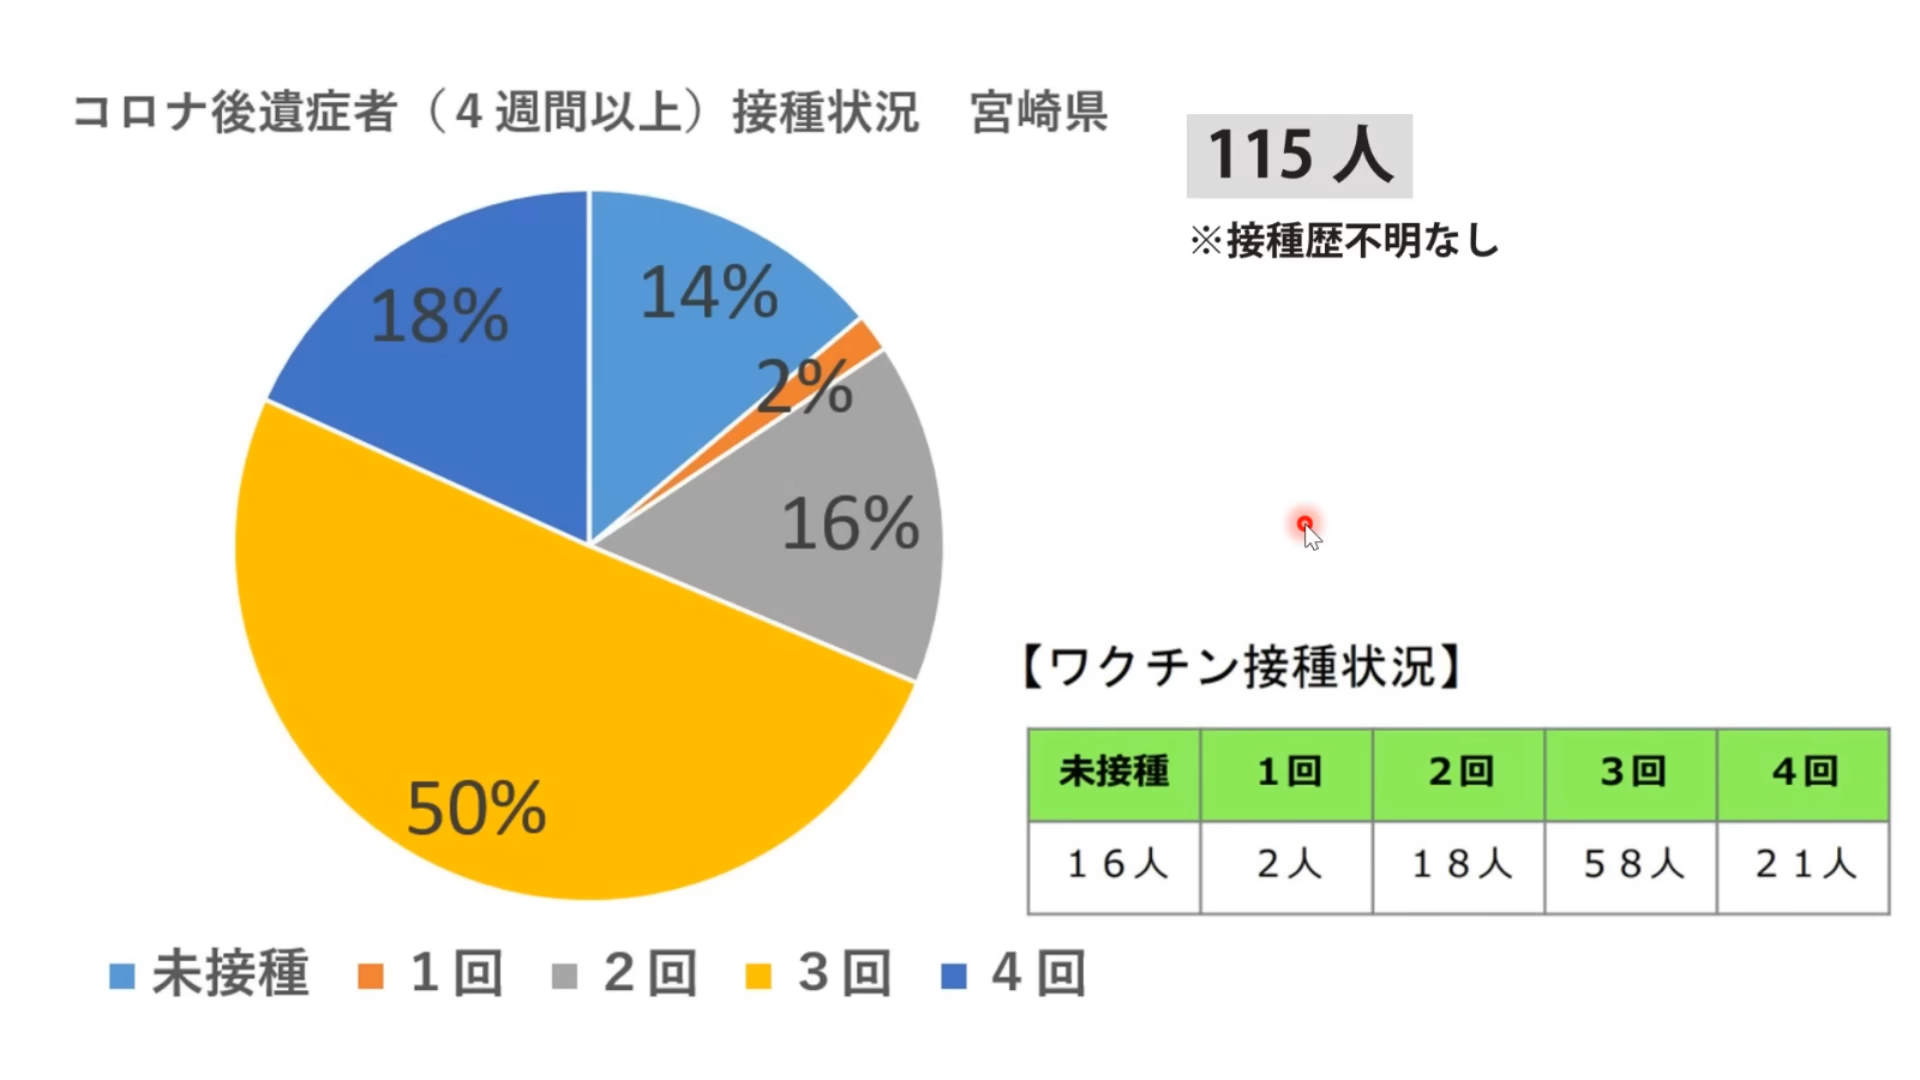 コロナ後遺症者（４週間以上）接種状況　宮崎県
115 人
※接種歴不明なし
14%
2%
16%
50%
18%
【ワクチン接種状況】
未接種 １回 ２回 ３回 ４回
１６人 ２人 １８人 ５８人 ２１人
未接種 １回 ２回 ３回 ４回